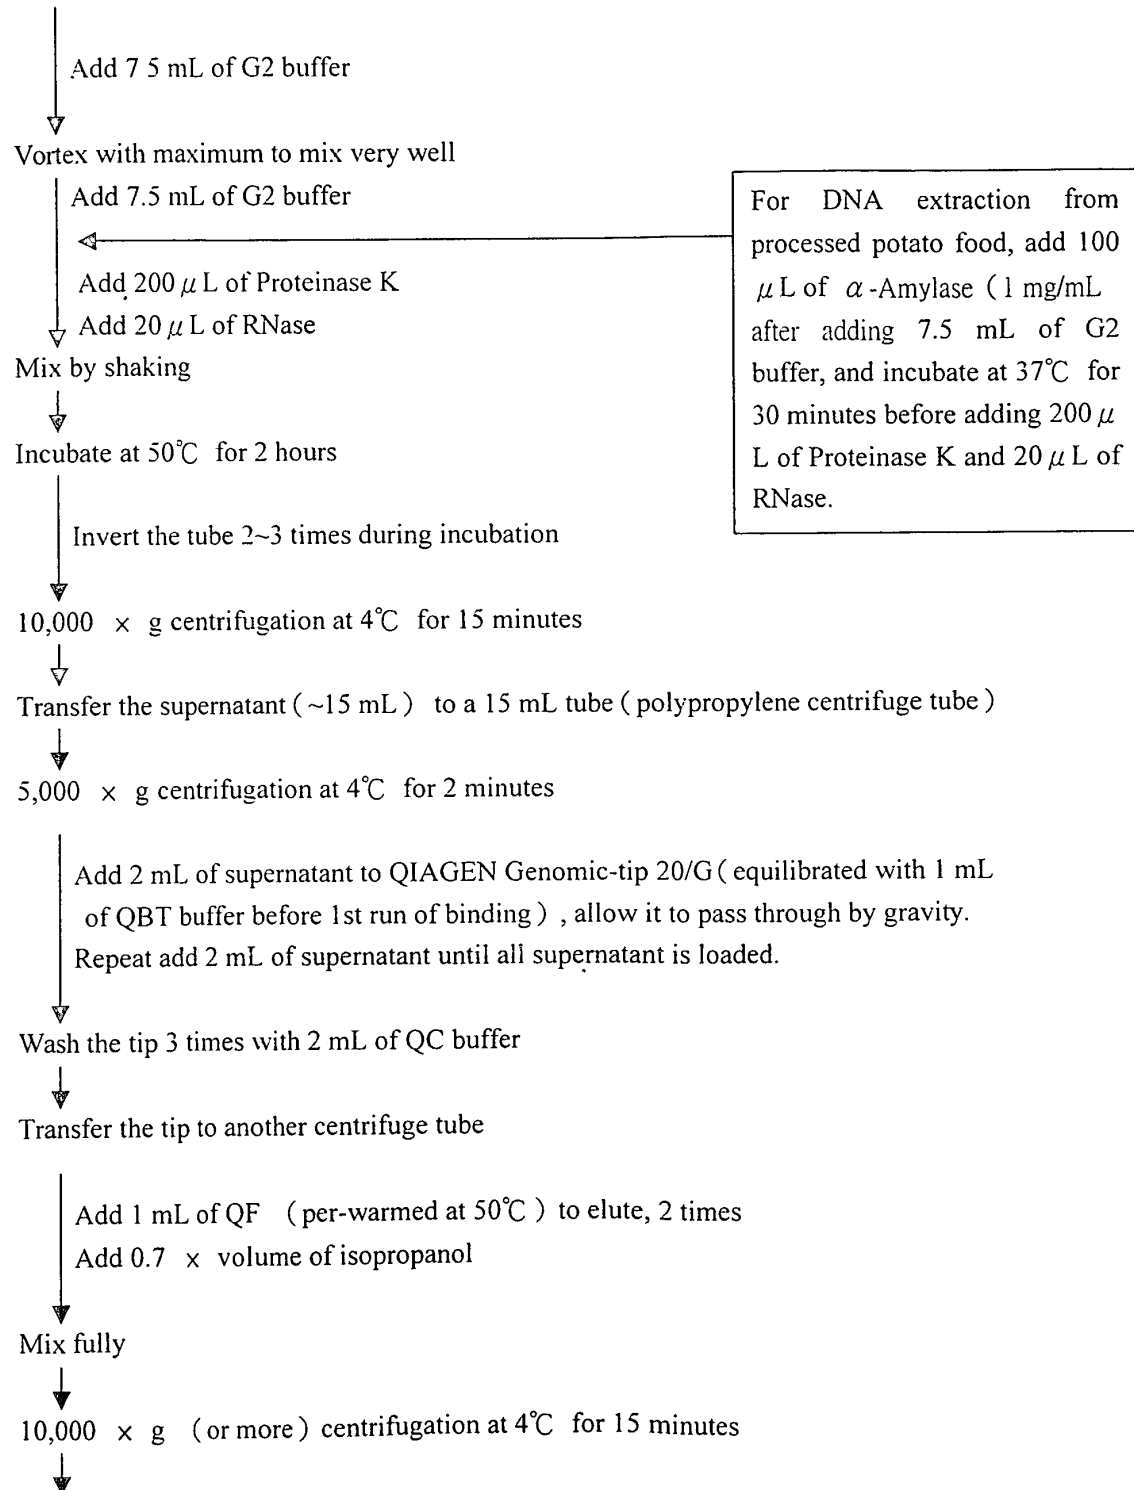 Add 7 5 mL of G2 buffer
Vortex with maximum to mix very well
Add 7.5 mL of G2 buffer
For DNA extraction from
processed potato food, add 100
μL of α-Amylase (1 mg/mL
after adding 7.5 mL of G2
buffer, and incubate at 37℃ for
30 minutes before adding 200 μ
L of Proteinase K and 20 μL of
RNase.
Add 200 μL of Proteinase K
Add 20 μL of RNase
Mix by shaking
Incubate at 50℃ for 2 hours
Invert the tube 2~3 times during incubation
10,000 × g centrifugation at 4℃ for 15 minutes
Transfer the supernatant (~15 mL) to a 15 mL tube (polypropylene centrifuge tube)
5,000 × g centrifugation at 4℃ for 2 minutes
Add 2 mL of supernatant to QIAGEN Genomic-tip 20/G (equilibrated with 1 mL
of QBT buffer before 1st run of binding), allow it to pass through by gravity.
Repeat add 2 mL of supernatant until all supernatant is loaded.
Wash the tip 3 times with 2 mL of QC buffer
Transfer the tip to another centrifuge tube
Add 1 mL of QF (per-warmed at 50℃) to elute, 2 times
Add 0.7 × volume of isopropanol
Mix fully
10,000 × g (or more) centrifugation at 4℃ for 15 minutes